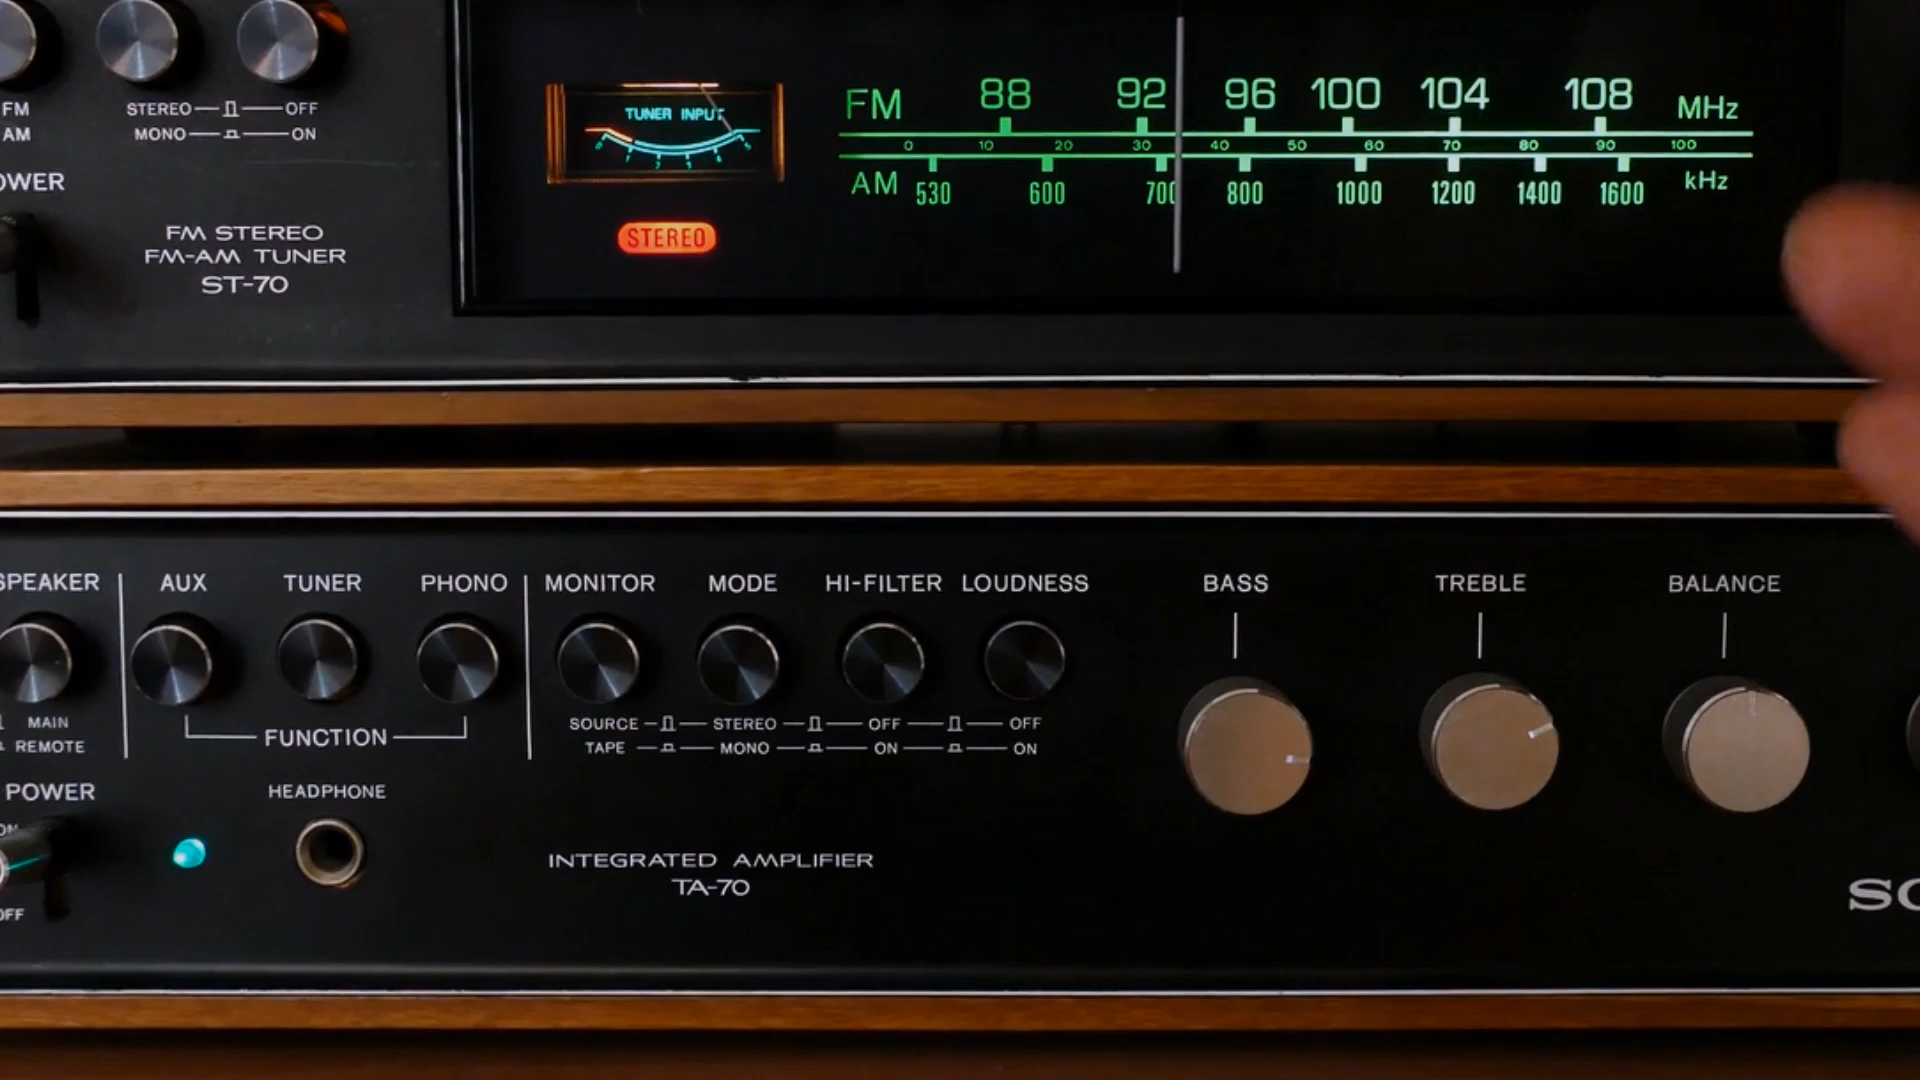 FM
AM
STEREO OFF
MONO ON
FM STEREO
FM-AM TUNER
ST-70
TUNER INPUT
STEREO
FM 88 92 96 100 104 108 MHz
0 10 20 30 40 50 60 70 80 90 100
AM 530 600 700 800 1000 1200 1400 1600 kHz
SPEAKER AUX TUNER PHONO MONITOR MODE HI-FILTER LOUDNESS BASS TREBLE BALANCE
MAIN SOURCE STEREO OFF OFF
REMOTE FUNCTION TAPE MONO ON ON
POWER HEADPHONE
ON
OFF
INTEGRATED AMPLIFIER
TA-70